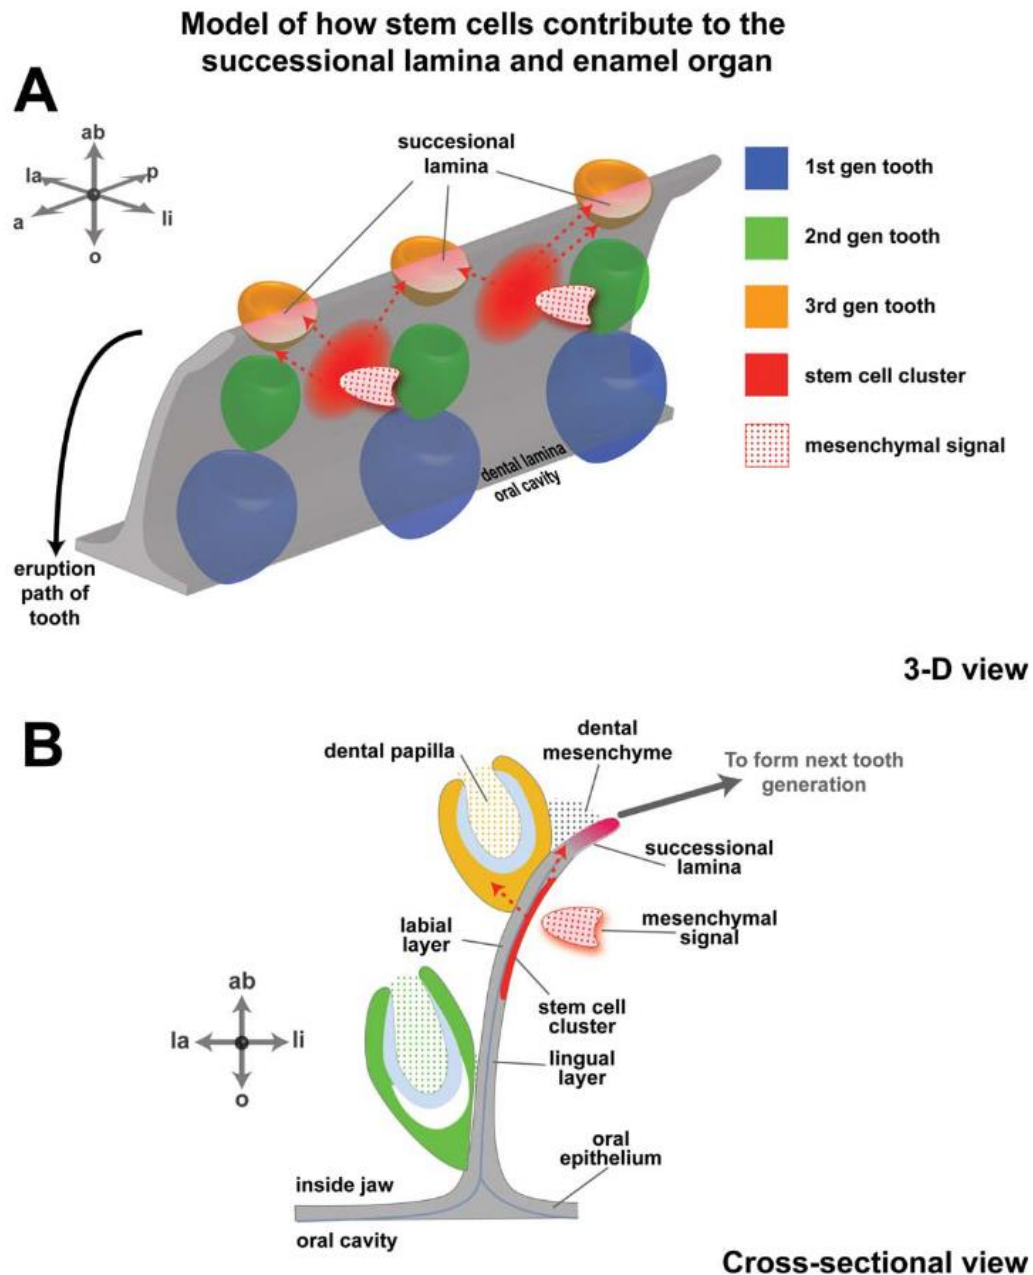 Model of how stem cells contribute to the
successional lamina and enamel organ
A
ab
la
p
a
li
o
succesional
lamina
1st gen tooth
2nd gen tooth
3rd gen tooth
stem cell cluster
mesenchymal signal
dental lamina
oral cavity
eruption
path of
tooth
3-D view
B
dental papilla
dental
mesenchyme
To form next tooth
generation
successional
lamina
mesenchymal
signal
labial
layer
stem cell
cluster
lingual
layer
ab
la
li
o
oral
epithelium
inside jaw
oral cavity
Cross-sectional view